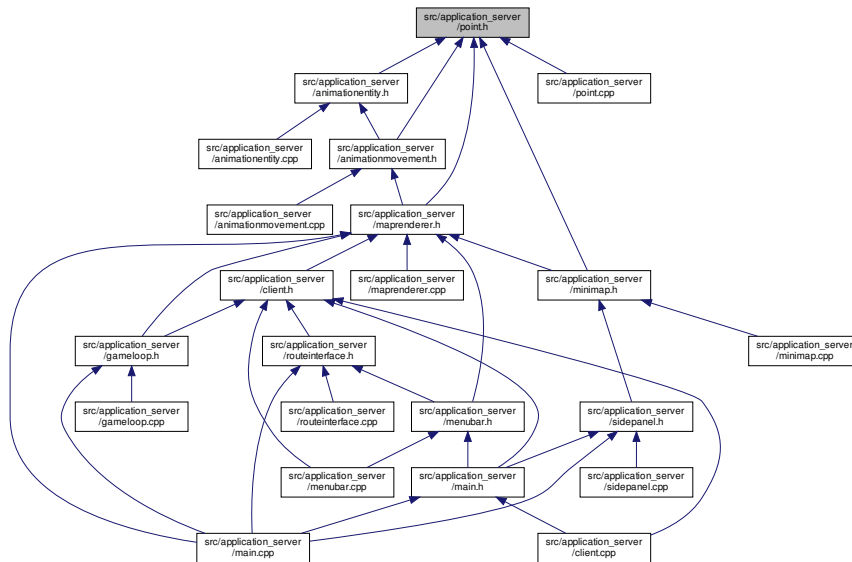 src/application_server
/point.h
src/application_server
/animationentity.h
src/application_server
/point.cpp
src/application_server
/animationentity.cpp
src/application_server
/animationmovement.h
src/application_server
/animationmovement.cpp
src/application_server
/maprenderer.h
src/application_server
/client.h
src/application_server
/maprenderer.cpp
src/application_server
/minimap.h
src/application_server
/gameloop.h
src/application_server
/routeinterface.h
src/application_server
/minimap.cpp
src/application_server
/gameloop.cpp
src/application_server
/routeinterface.cpp
src/application_server
/menubar.h
src/application_server
/sidepanel.h
src/application_server
/menubar.cpp
src/application_server
/main.h
src/application_server
/sidepanel.cpp
src/application_server
/main.cpp
src/application_server
/client.cpp